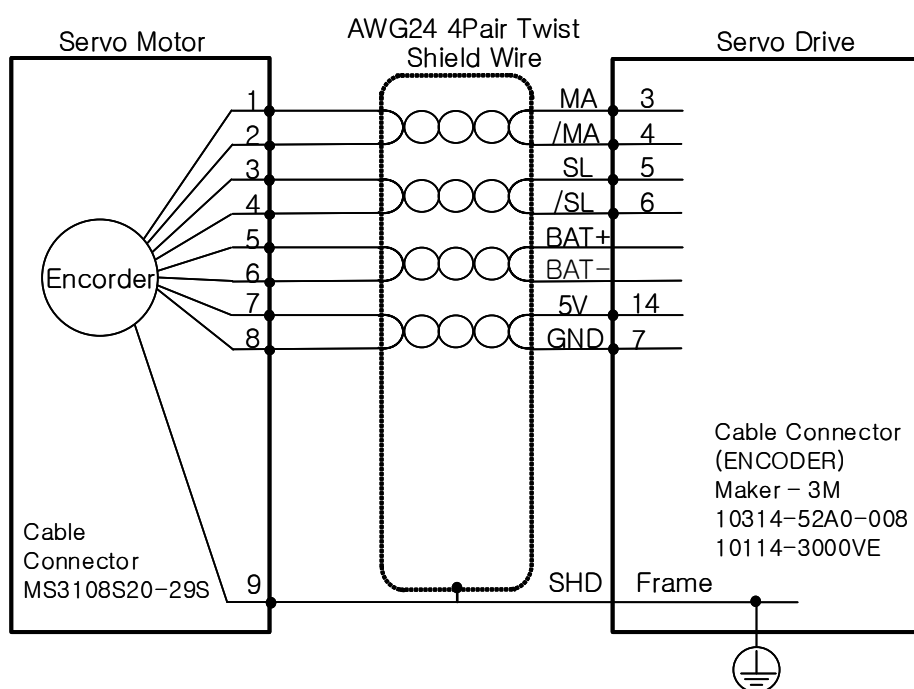 AWG24 4Pair Twist
Shield Wire
Servo Motor
Servo Drive
1
MA
3
2
/MA
4
3
SL
5
4
/SL
6
5
BAT+
6
BAT-
7
5V
14
8
GND
7
Encorder
Cable Connector
(ENCODER)
Maker - 3M
10314-52A0-008
10114-3000VE
Cable
Connector
MS3108S20-29S
9
SHD
Frame